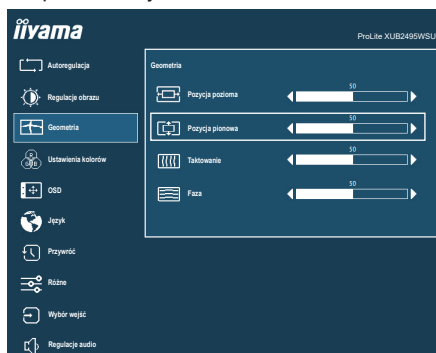 iiyama
ProLite XUB2495WSU
Autoregulacja
Regulacje obrazu
Geometria
Ustawienia kolorów
OSD
Język
Przywróć
Różne
Wybór wejść
Regulacje audio
Geometria
Pozycja pozioma
50
Pozycja pionowa
50
Taktowanie
50
Faza
50